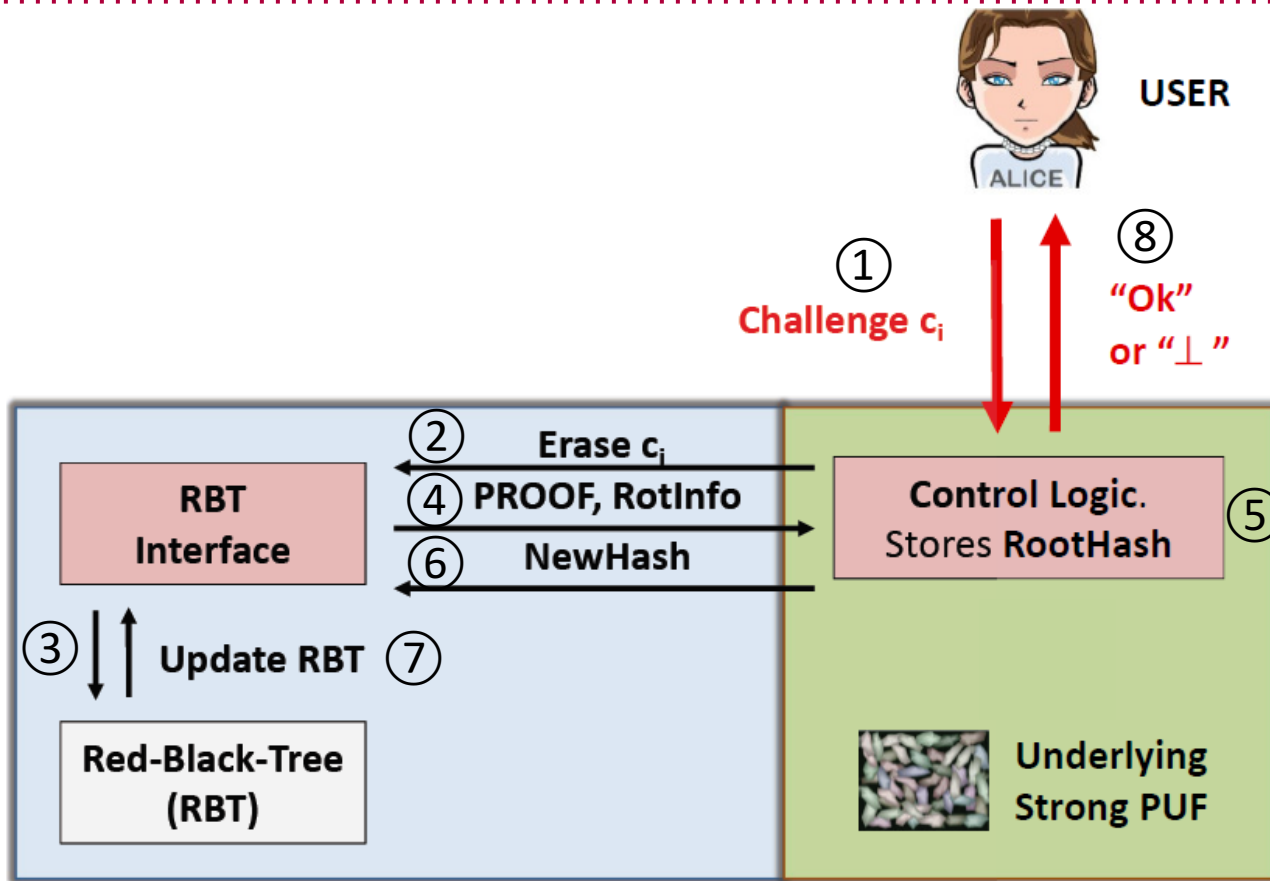 USER
ALICE
①
Challenge cᵢ
⑧
“Ok”
or “⊥”
② Erase cᵢ
④ PROOF, RotInfo
⑥ NewHash
RBT
Interface
Control Logic.
Stores RootHash
⑤
③ Update RBT ⑦
Red-Black-Tree
(RBT)
Underlying
Strong PUF